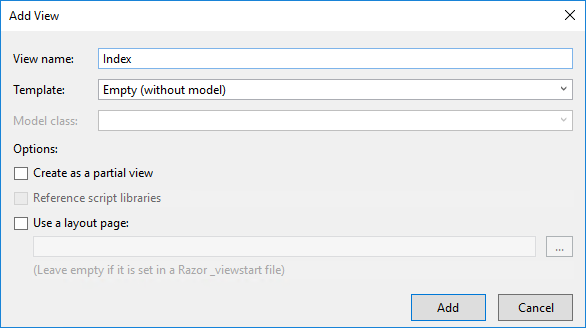 Add View
View name: Index
Template: Empty (without model)
Model class:
Options:
Create as a partial view
Reference script libraries
Use a layout page:
...
(Leave empty if it is set in a Razor _viewstart file)
Add Cancel